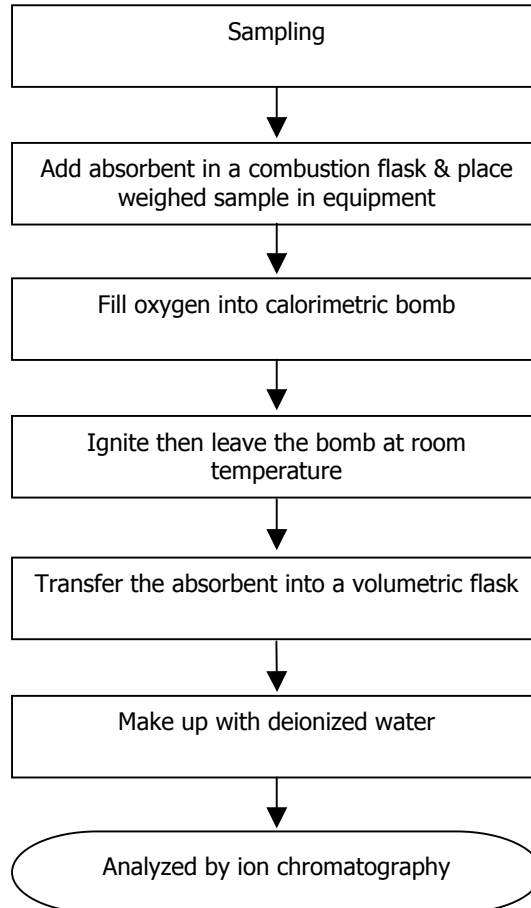 Sampling
Add absorbent in a combustion flask & place
weighed sample in equipment
Fill oxygen into calorimetric bomb
Ignite then leave the bomb at room
temperature
Transfer the absorbent into a volumetric flask
Make up with deionized water
Analyzed by ion chromatography